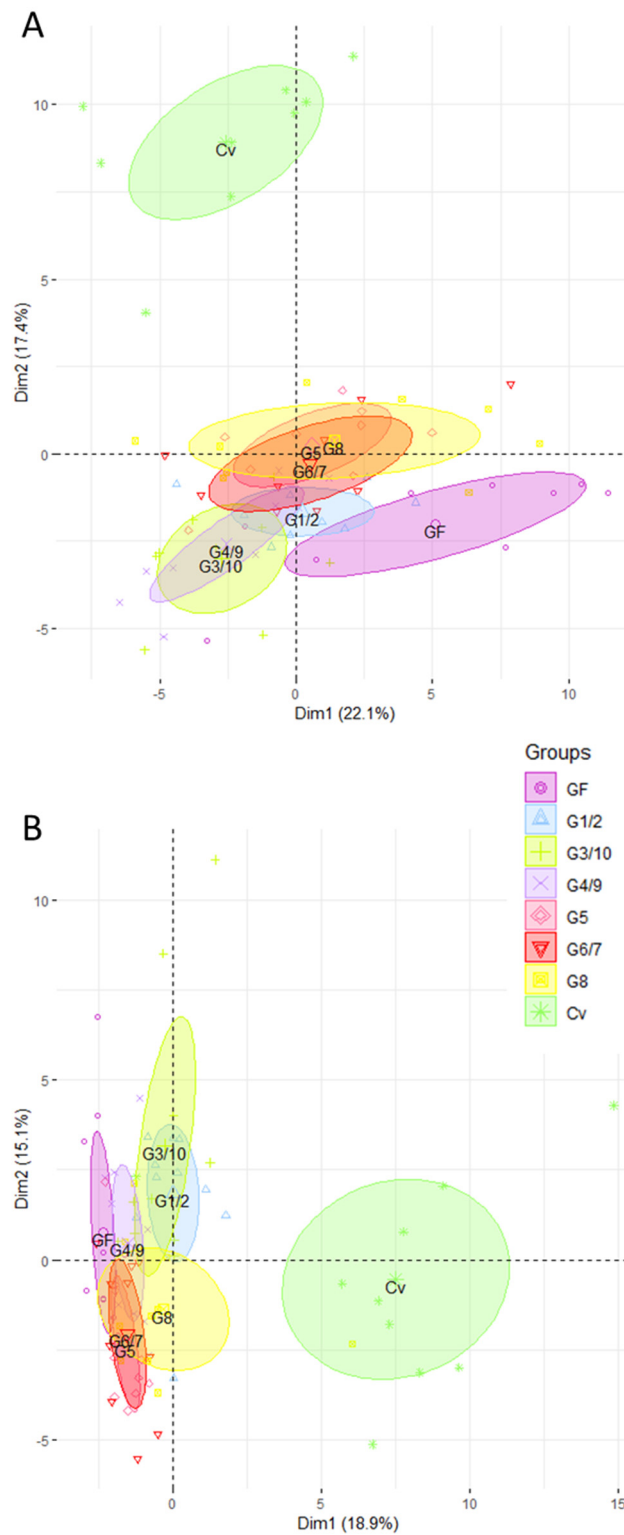 A
10
5
0
-5
Dim2 (17.4%)
Cv
G8
G5
G6/7
G1/2
GF
G4/9
G3/10
-5
0
5
10
Dim1 (22.1%)
Groups
GF
G1/2
G3/10
G4/9
G5
G6/7
G8
Cv
B
10
5
0
-5
Dim2 (15.1%)
G3/10
G1/2
GF
G4/9
Cv
G8
G6/7
G5
0
5
10
15
Dim1 (18.9%)